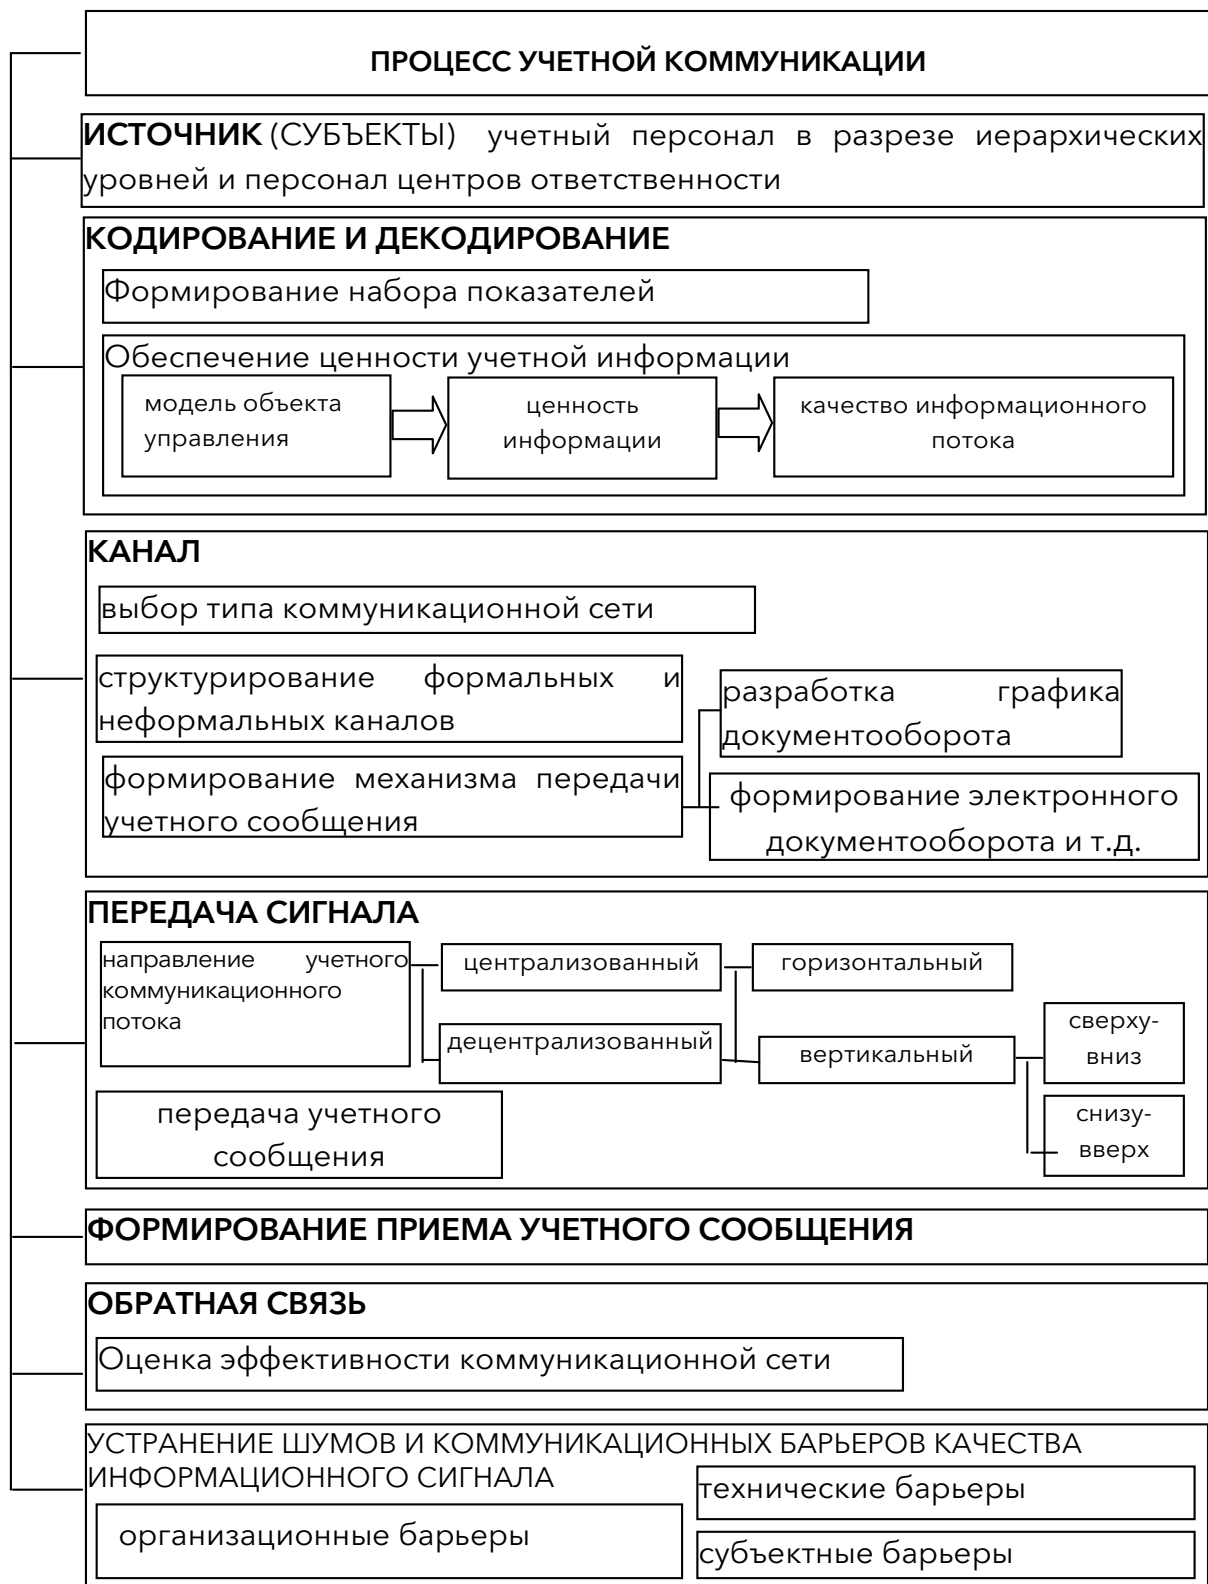 ПРОЦЕСС УЧЕТНОЙ КОММУНИКАЦИИ
ИСТОЧНИК (СУБЪЕКТЫ) учетный персонал в разрезе иерархических
уровней и персонал центров ответственности
КОДИРОВАНИЕ И ДЕКОДИРОВАНИЕ
Формирование набора показателей
Обеспечение ценности учетной информации
модель объекта
управления
ценность
информации
качество информационного
потока
КАНАЛ
выбор типа коммуникационной сети
структурирование формальных и
неформальных каналов
разработка графика
документооборота
формирование механизма передачи
учетного сообщения
формирование электронного
документооборота и т.д.
ПЕРЕДАЧА СИГНАЛА
направление учетного
коммуникационного
потока
централизованный
горизонтальный
децентрализованный
вертикальный
сверху-
вниз
снизу-
вверх
передача учетного
сообщения
ФОРМИРОВАНИЕ ПРИЕМА УЧЕТНОГО СООБЩЕНИЯ
ОБРАТНАЯ СВЯЗЬ
Оценка эффективности коммуникационной сети
УСТРАНЕНИЕ ШУМОВ И КОММУНИКАЦИОННЫХ БАРЬЕРОВ КАЧЕСТВА
ИНФОРМАЦИОННОГО СИГНАЛА
технические барьеры
организационные барьеры
субъектные барьеры